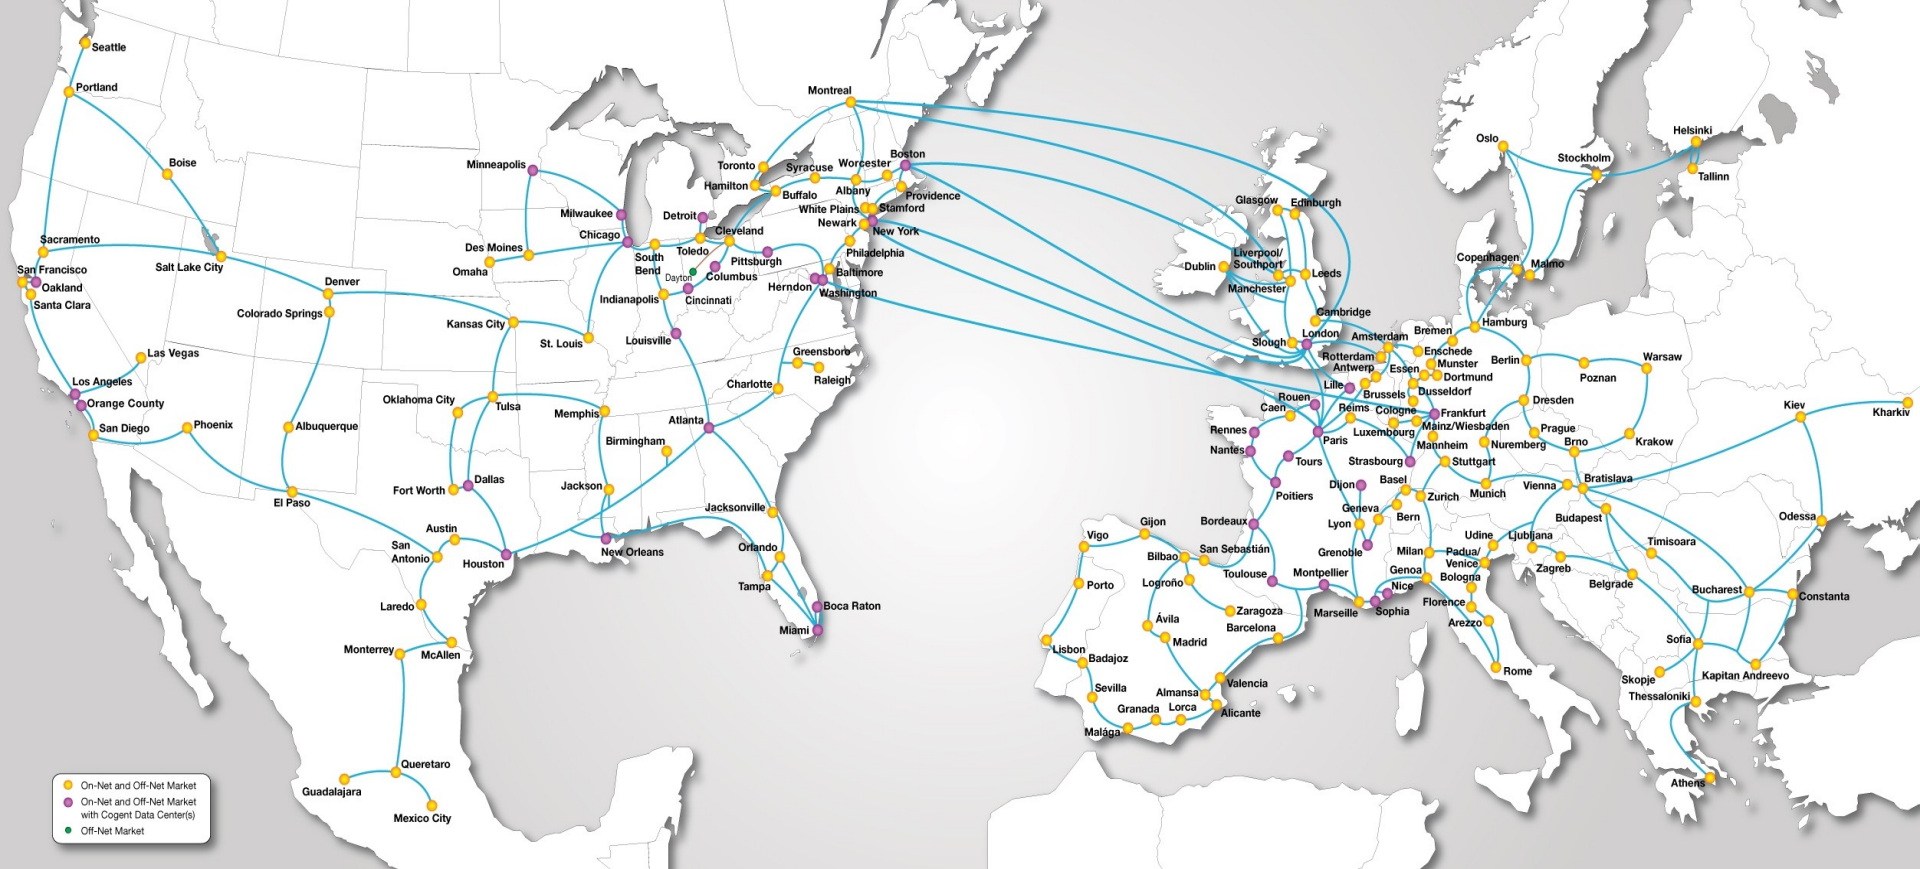 Seattle
Portland
Boise
Sacramento
Salt Lake City
San Francisco
Oakland
Santa Clara
Denver
Colorado Springs
Las Vegas
Los Angeles
Orange County
San Diego
Phoenix
Albuquerque
El Paso
Minneapolis
Milwaukee
Chicago
Des Moines
Omaha
Kansas City
St. Louis
Oklahoma City
Tulsa
Memphis
Birmingham
Fort Worth
Dallas
Jackson
Austin
San
Antonio
Houston
New Orleans
Laredo
McAllen
Monterrey
Queretaro
Guadalajara
Mexico City
Montreal
Toronto
Hamilton
Syracuse
Buffalo
Worcester
Boston
Albany
Providence
White Plains
Stamford
Newark
New York
Detroit
Cleveland
Toledo
South
Bend
Dayton
Columbus
Pittsburgh
Philadelphia
Baltimore
Herndon
Washington
Indianapolis
Cincinnati
Louisville
Greensboro
Raleigh
Charlotte
Atlanta
Jacksonville
Orlando
Tampa
Boca Raton
Miami
Glasgow
Edinburgh
Dublin
Liverpool/
Southport
Leeds
Manchester
Cambridge
London
Slough
Oslo
Stockholm
Helsinki
Tallinn
Copenhagen
Malmo
Hamburg
Bremen
Amsterdam
Rotterdam
Antwerp
Enschede
Munster
Essen
Dortmund
Dusseldorf
Lille
Brussels
Rouen
Caen
Reims
Cologne
Frankfurt
Mainz/Wiesbaden
Luxembourg
Mannheim
Rennes
Nantes
Paris
Tours
Strasbourg
Stuttgart
Nuremberg
Berlin
Poznan
Warsaw
Dresden
Prague
Brno
Krakow
Kiev
Kharkiv
Poitiers
Dijon
Basel
Zurich
Munich
Vienna
Bratislava
Geneva
Bern
Budapest
Odessa
Bordeaux
Lyon
Grenoble
Milan
Udine
Ljubljana
Padua/
Venice
Zagreb
Timisoara
Belgrade
Bucharest
Constanta
Vigo
Gijon
Bilbao
San Sebastián
Porto
Logroño
Zaragoza
Toulouse
Montpellier
Genoa
Nice
Bologna
Marseille
Sophia
Florence
Arezzo
Rome
Ávila
Madrid
Barcelona
Lisbon
Badajoz
Sevilla
Valencia
Almansa
Granada
Lorca
Alicante
Malága
Sofia
Skopje
Kapitan Andreevo
Thessaloniki
Athens
On-Net and Off-Net Market
On-Net and Off-Net Market
with Cogent Data Center(s)
Off-Net Market